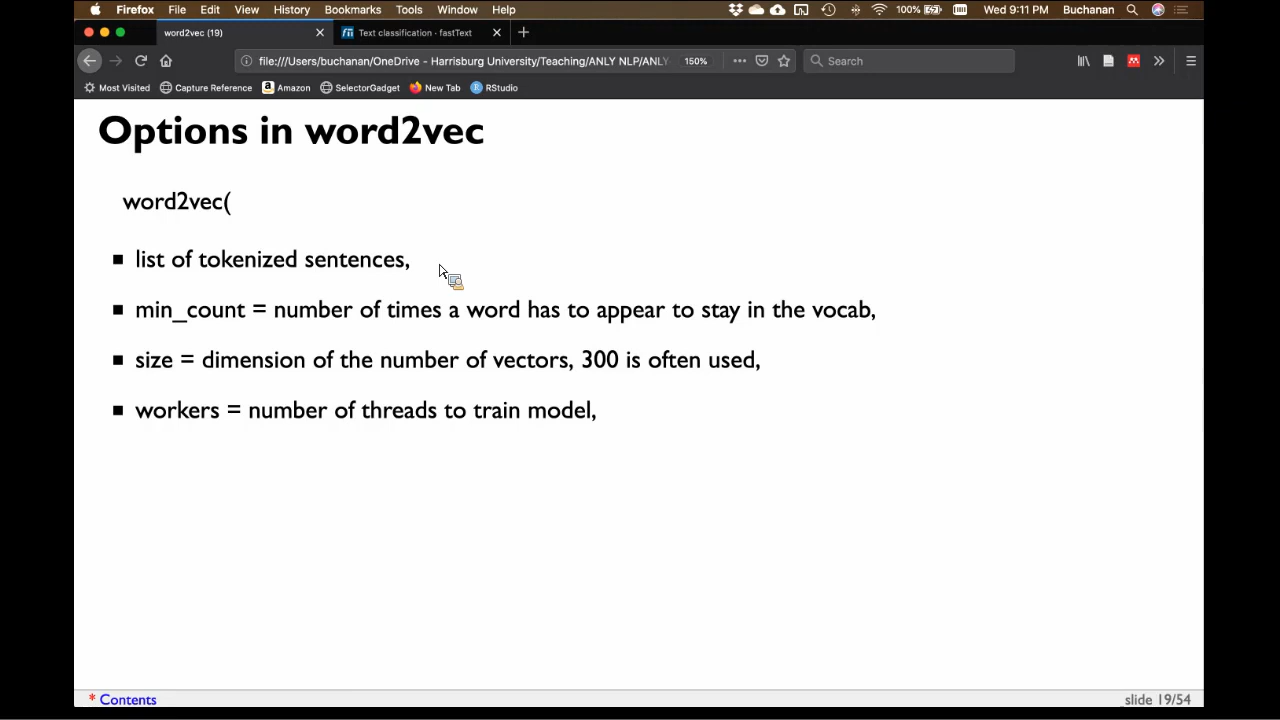 Firefox File Edit View History Bookmarks Tools Window Help 100% Wed 9:11 PM Buchanan
word2vec (19) Text classification · fastText
file:///Users/buchanan/OneDrive - Harrisburg University/Teaching/ANLY NLP/ANLY 150% Search
Most Visited Capture Reference Amazon SelectorGadget New Tab RStudio
Options in word2vec
word2vec(
list of tokenized sentences,
min_count = number of times a word has to appear to stay in the vocab,
size = dimension of the number of vectors, 300 is often used,
workers = number of threads to train model,
* Contents slide 19/54